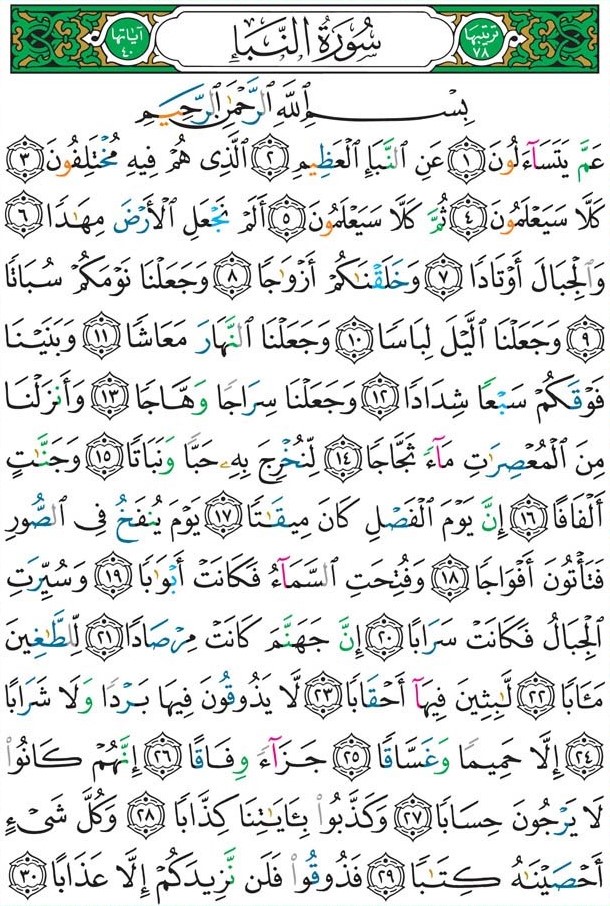 ترتيبها ٧٨ سُورَةُ النَّبَإِ آياتها ٤٠
بِسْمِ ٱللَّهِ ٱلرَّحْمَٰنِ ٱلرَّحِيمِ
عَمَّ يَتَسَآءَلُونَ ١ عَنِ ٱلنَّبَإِ ٱلْعَظِيمِ ٢ ٱلَّذِى هُمْ فِيهِ مُخْتَلِفُونَ ٣
كَلَّا سَيَعْلَمُونَ ٤ ثُمَّ كَلَّا سَيَعْلَمُونَ ٥ أَلَمْ نَجْعَلِ ٱلْأَرْضَ مِهَٰدًا ٦
وَٱلْجِبَالَ أَوْتَادًا ٧ وَخَلَقْنَٰكُمْ أَزْوَٰجًا ٨ وَجَعَلْنَا نَوْمَكُمْ سُبَاتًا
٩ وَجَعَلْنَا ٱلَّيْلَ لِبَاسًا ١٠ وَجَعَلْنَا ٱلنَّهَارَ مَعَاشًا ١١ وَبَنَيْنَا
فَوْقَكُمْ سَبْعًا شِدَادًا ١٢ وَجَعَلْنَا سِرَاجًا وَهَّاجًا ١٣ وَأَنزَلْنَا
مِنَ ٱلْمُعْصِرَٰتِ مَآءً ثَجَّاجًا ١٤ لِّنُخْرِجَ بِهِۦ حَبًّا وَنَبَاتًا ١٥ وَجَنَّٰتٍ
أَلْفَافًا ١٦ إِنَّ يَوْمَ ٱلْفَصْلِ كَانَ مِيقَٰتًا ١٧ يَوْمَ يُنفَخُ فِى ٱلصُّورِ
فَتَأْتُونَ أَفْوَاجًا ١٨ وَفُتِحَتِ ٱلسَّمَآءُ فَكَانَتْ أَبْوَٰبًا ١٩ وَسُيِّرَتِ
ٱلْجِبَالُ فَكَانَتْ سَرَابًا ٢٠ إِنَّ جَهَنَّمَ كَانَتْ مِرْصَادًا ٢١ لِّلطَّٰغِينَ
مَـَٔابًا ٢٢ لَّٰبِثِينَ فِيهَآ أَحْقَابًا ٢٣ لَّا يَذُوقُونَ فِيهَا بَرْدًا وَلَا شَرَابًا
٢٤ إِلَّا حَمِيمًا وَغَسَّاقًا ٢٥ جَزَآءً وِفَاقًا ٢٦ إِنَّهُمْ كَانُوا۟
لَا يَرْجُونَ حِسَابًا ٢٧ وَكَذَّبُوا۟ بِـَٔايَٰتِنَا كِذَّابًا ٢٨ وَكُلَّ شَىْءٍ
أَحْصَيْنَٰهُ كِتَٰبًا ٢٩ فَذُوقُوا۟ فَلَن نَّزِيدَكُمْ إِلَّا عَذَابًا ٣٠